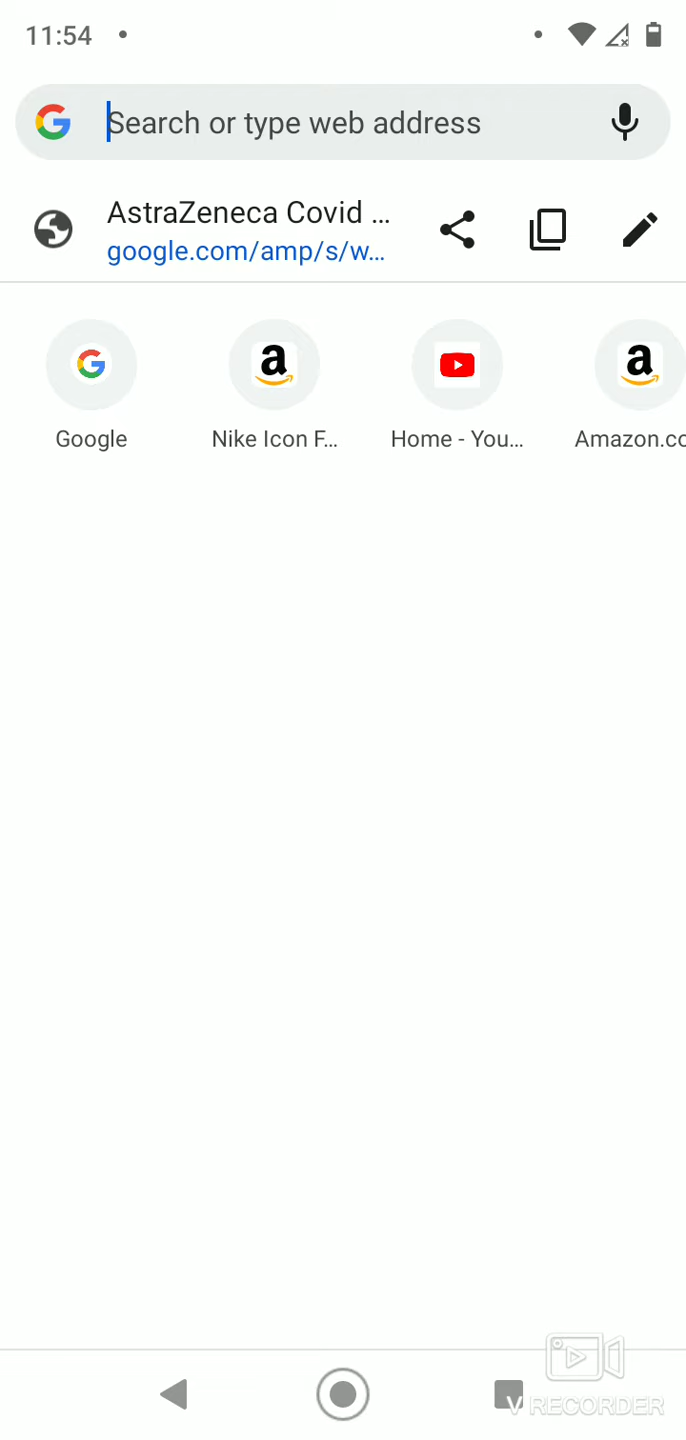 11:54
Search or type web address
AstraZeneca Covid ...
google.com/amp/s/w...
Google
Nike Icon F...
Home - You...
Amazon.co
V RECORDER